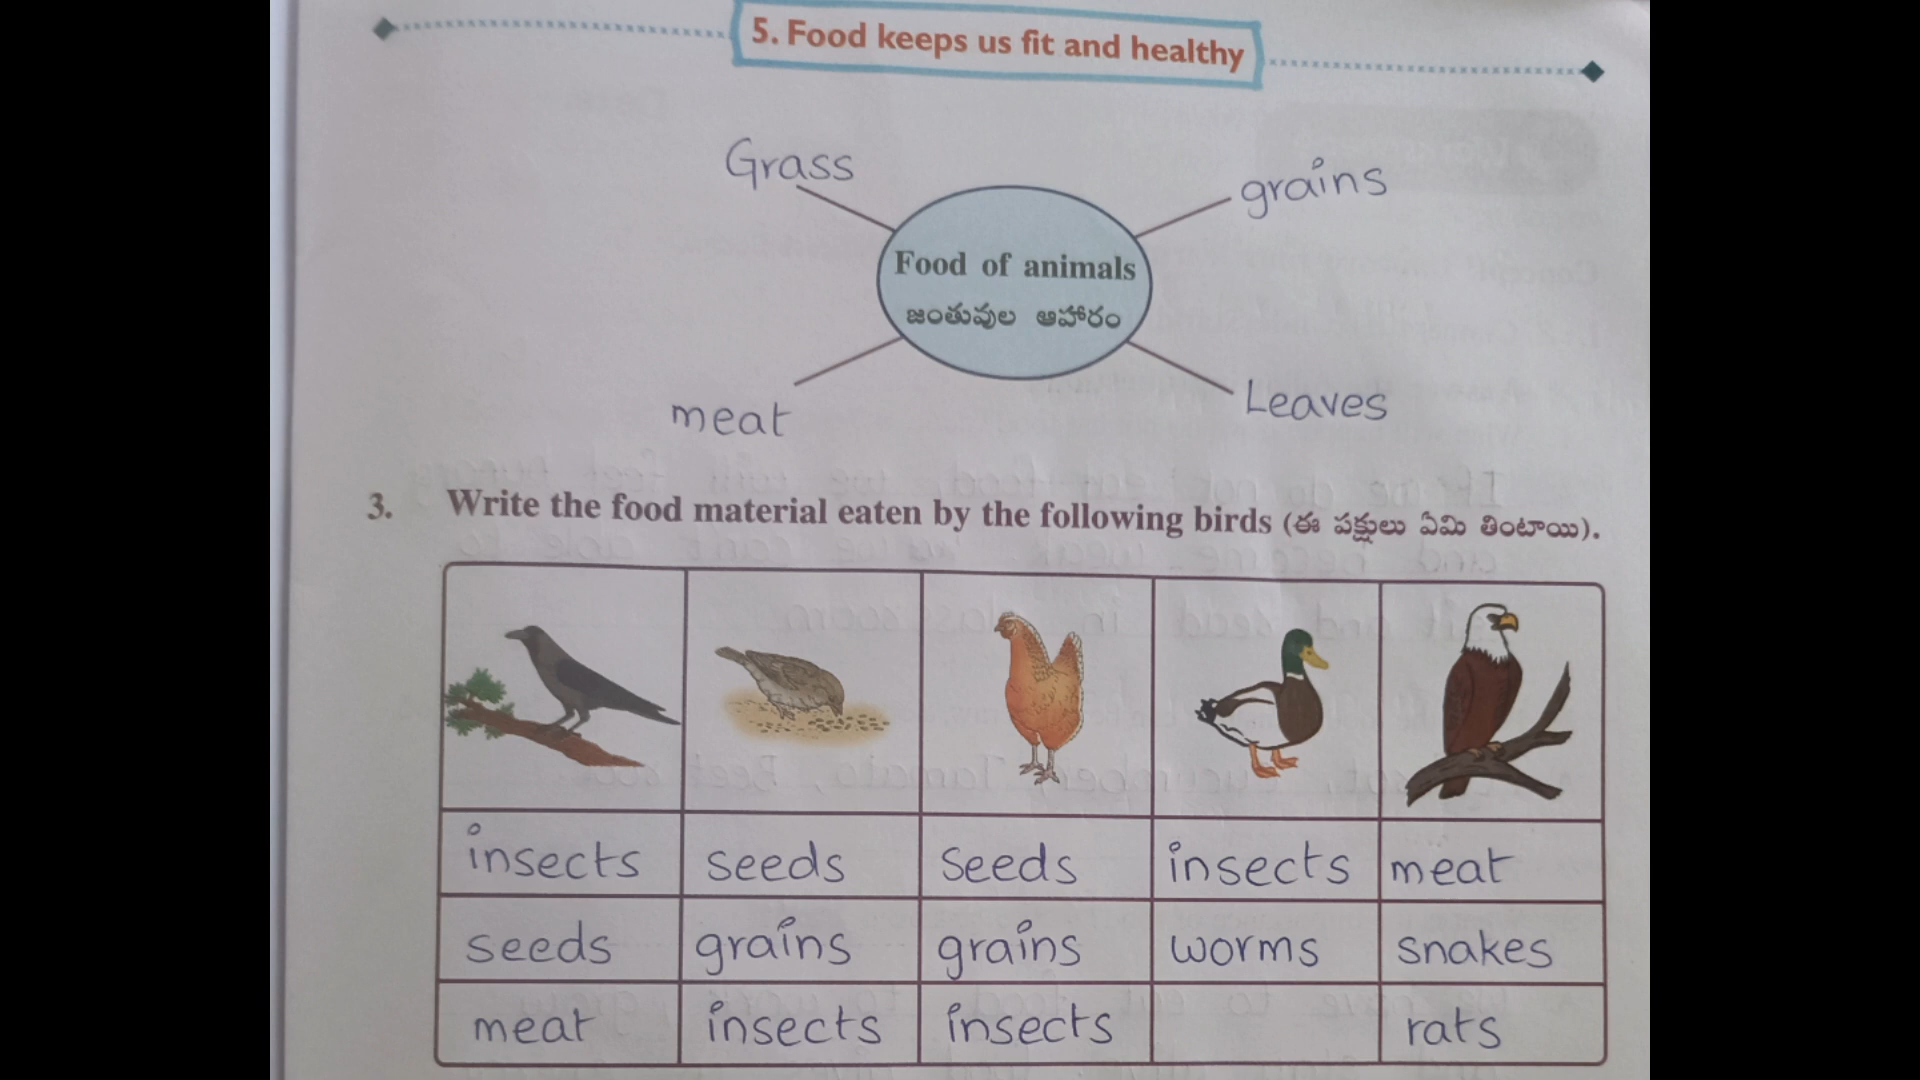 5. Food keeps us fit and healthy
Grass
grains
Food of animals
జంతువుల ఆహారం
meat
Leaves
3. Write the food material eaten by the following birds (ఈ పక్షులు ఏమి తింటాయి).
insects seeds seeds insects meat
seeds grains grains worms snakes
meat insects insects rats